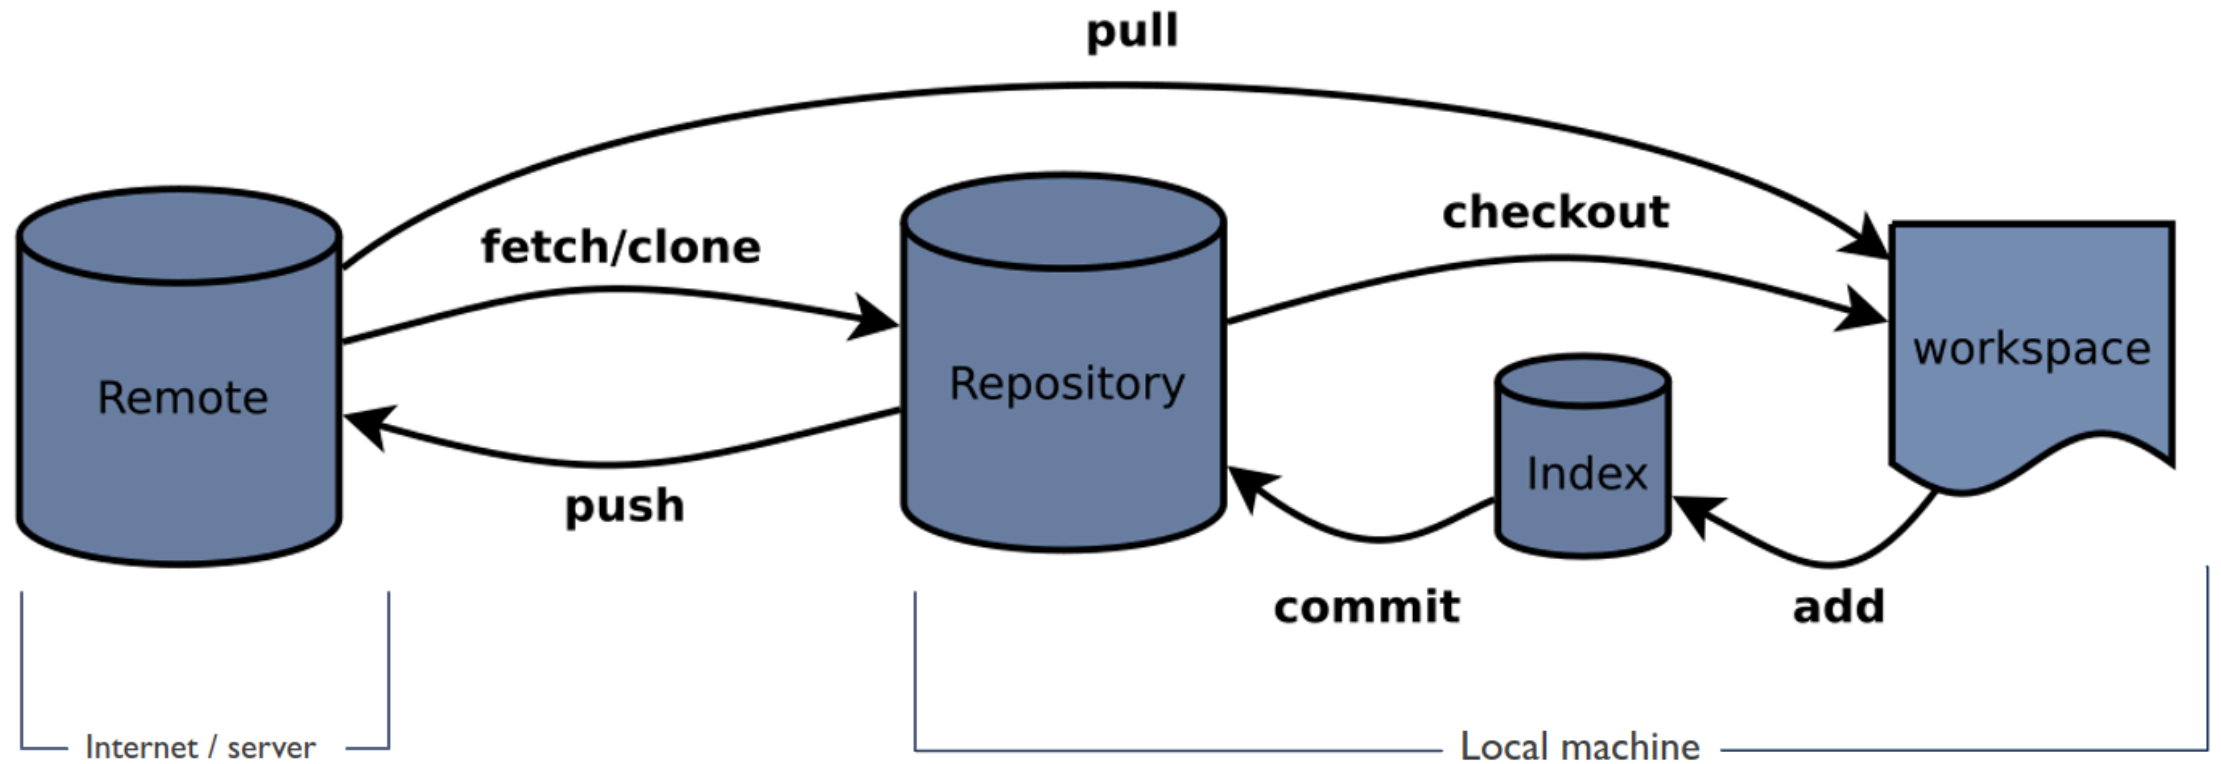 pull
fetch/clone
checkout
Remote
Repository
workspace
Index
push
commit
add
Internet / server
Local machine